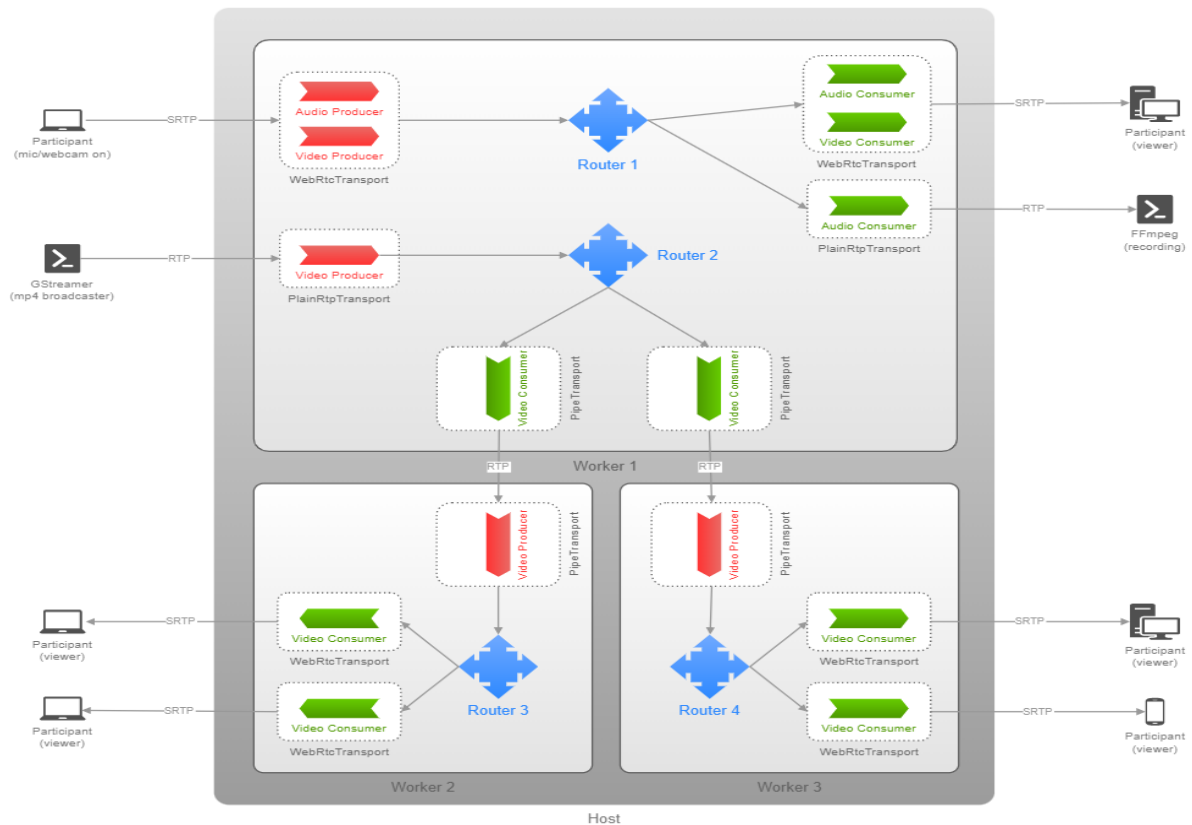 Audio Producer
Audio Consumer
SRTP
SRTP
Participant
(mic/webcam on)
Video Producer
Video Consumer
Participant
(viewer)
WebRtcTransport
Router 1
WebRtcTransport
RTP
Audio Consumer
RTP
FFmpeg
(recording)
PlainRtpTransport
RTP
GStreamer
(mp4 broadcaster)
Video Producer
PlainRtpTransport
Router 2
Video Consumer
PipeTransport
Video Consumer
PipeTransport
RTP
Worker 1
RTP
Video Producer
PipeTransport
Video Producer
PipeTransport
SRTP
Participant
(viewer)
Video Consumer
WebRtcTransport
SRTP
Participant
(viewer)
Video Consumer
WebRtcTransport
Router 3
Worker 2
Router 4
Video Consumer
WebRtcTransport
SRTP
Participant
(viewer)
Video Consumer
WebRtcTransport
SRTP
Participant
(viewer)
Worker 3
Host